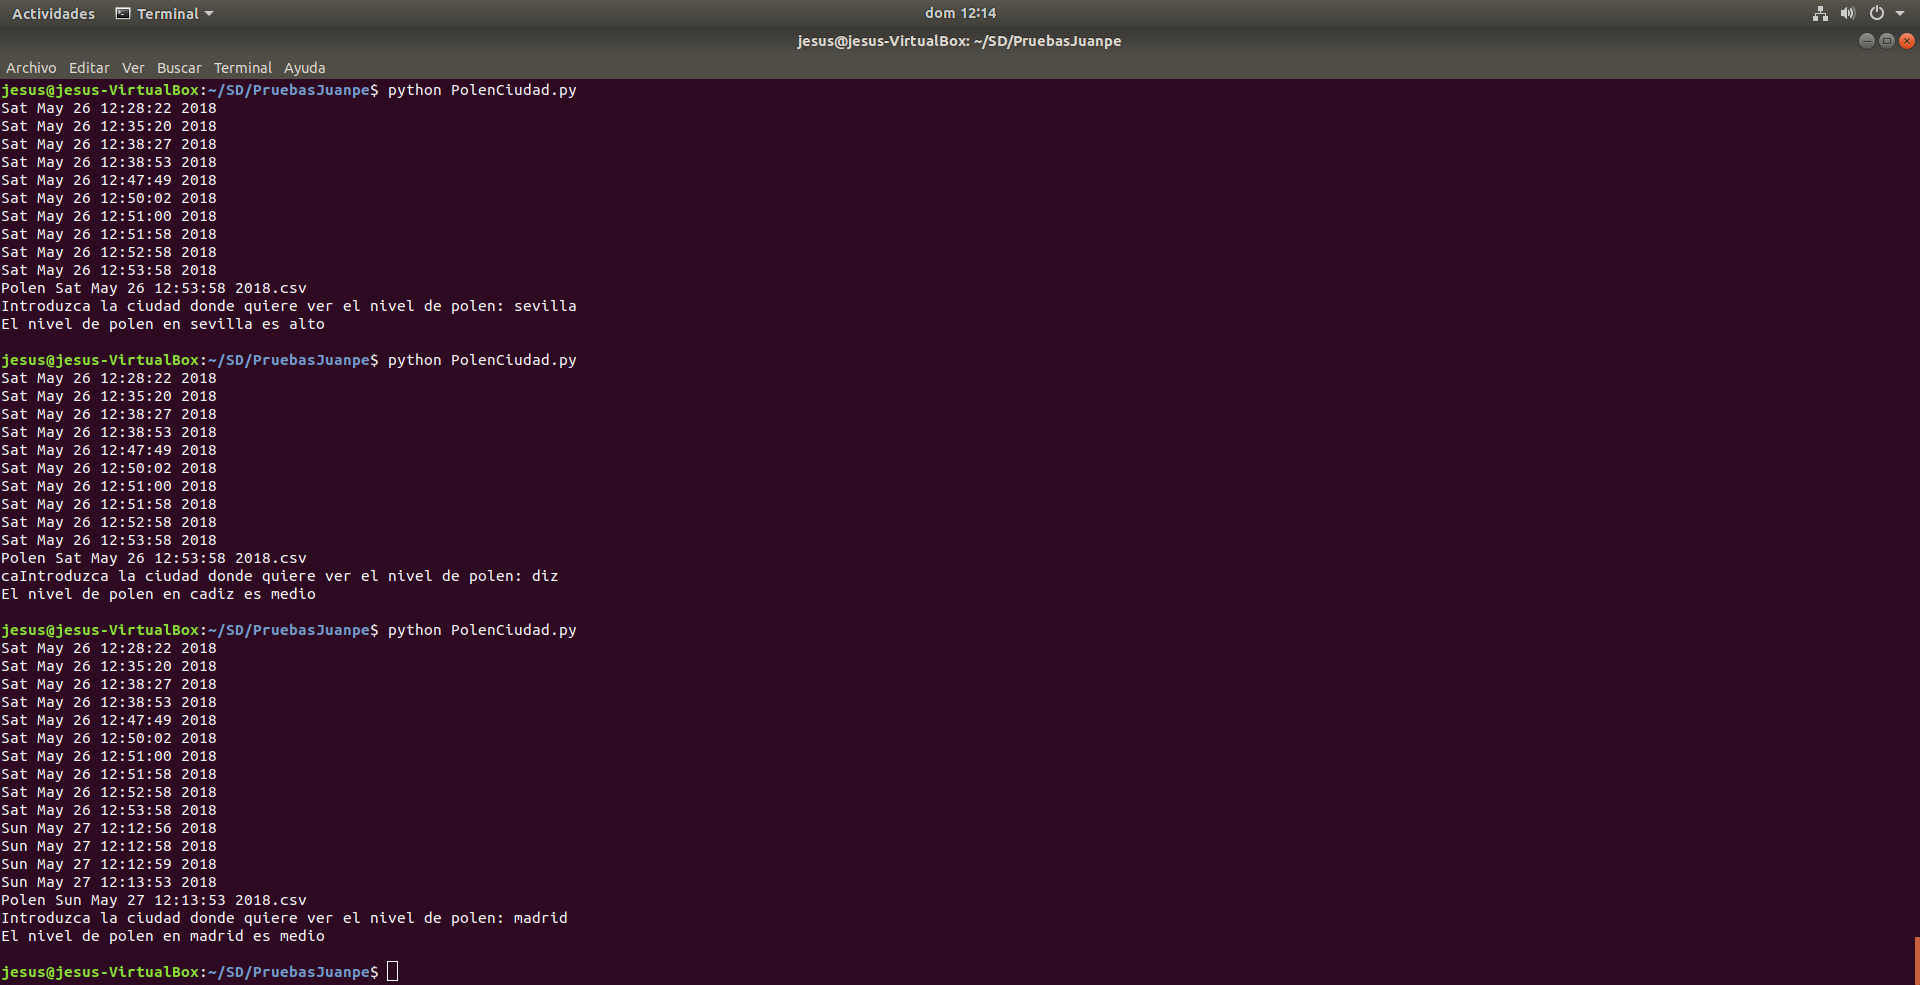 Actividades Terminal dom 12:14
jesus@jesus-VirtualBox: ~/SD/PruebasJuanpe
Archivo Editar Ver Buscar Terminal Ayuda
jesus@jesus-VirtualBox:~/SD/PruebasJuanpe$ python PolenCiudad.py
Sat May 26 12:28:22 2018
Sat May 26 12:35:20 2018
Sat May 26 12:38:27 2018
Sat May 26 12:38:53 2018
Sat May 26 12:47:49 2018
Sat May 26 12:50:02 2018
Sat May 26 12:51:00 2018
Sat May 26 12:51:58 2018
Sat May 26 12:52:58 2018
Sat May 26 12:53:58 2018
Polen Sat May 26 12:53:58 2018.csv
Introduzca la ciudad donde quiere ver el nivel de polen: sevilla
El nivel de polen en sevilla es alto
jesus@jesus-VirtualBox:~/SD/PruebasJuanpe$ python PolenCiudad.py
Sat May 26 12:28:22 2018
Sat May 26 12:35:20 2018
Sat May 26 12:38:27 2018
Sat May 26 12:38:53 2018
Sat May 26 12:47:49 2018
Sat May 26 12:50:02 2018
Sat May 26 12:51:00 2018
Sat May 26 12:51:58 2018
Sat May 26 12:52:58 2018
Sat May 26 12:53:58 2018
Polen Sat May 26 12:53:58 2018.csv
caIntroduzca la ciudad donde quiere ver el nivel de polen: diz
El nivel de polen en cadiz es medio
jesus@jesus-VirtualBox:~/SD/PruebasJuanpe$ python PolenCiudad.py
Sat May 26 12:28:22 2018
Sat May 26 12:35:20 2018
Sat May 26 12:38:27 2018
Sat May 26 12:38:53 2018
Sat May 26 12:47:49 2018
Sat May 26 12:50:02 2018
Sat May 26 12:51:00 2018
Sat May 26 12:51:58 2018
Sat May 26 12:52:58 2018
Sat May 26 12:53:58 2018
Sun May 27 12:12:56 2018
Sun May 27 12:12:58 2018
Sun May 27 12:12:59 2018
Sun May 27 12:13:53 2018
Polen Sun May 27 12:13:53 2018.csv
Introduzca la ciudad donde quiere ver el nivel de polen: madrid
El nivel de polen en madrid es medio
jesus@jesus-VirtualBox:~/SD/PruebasJuanpe$